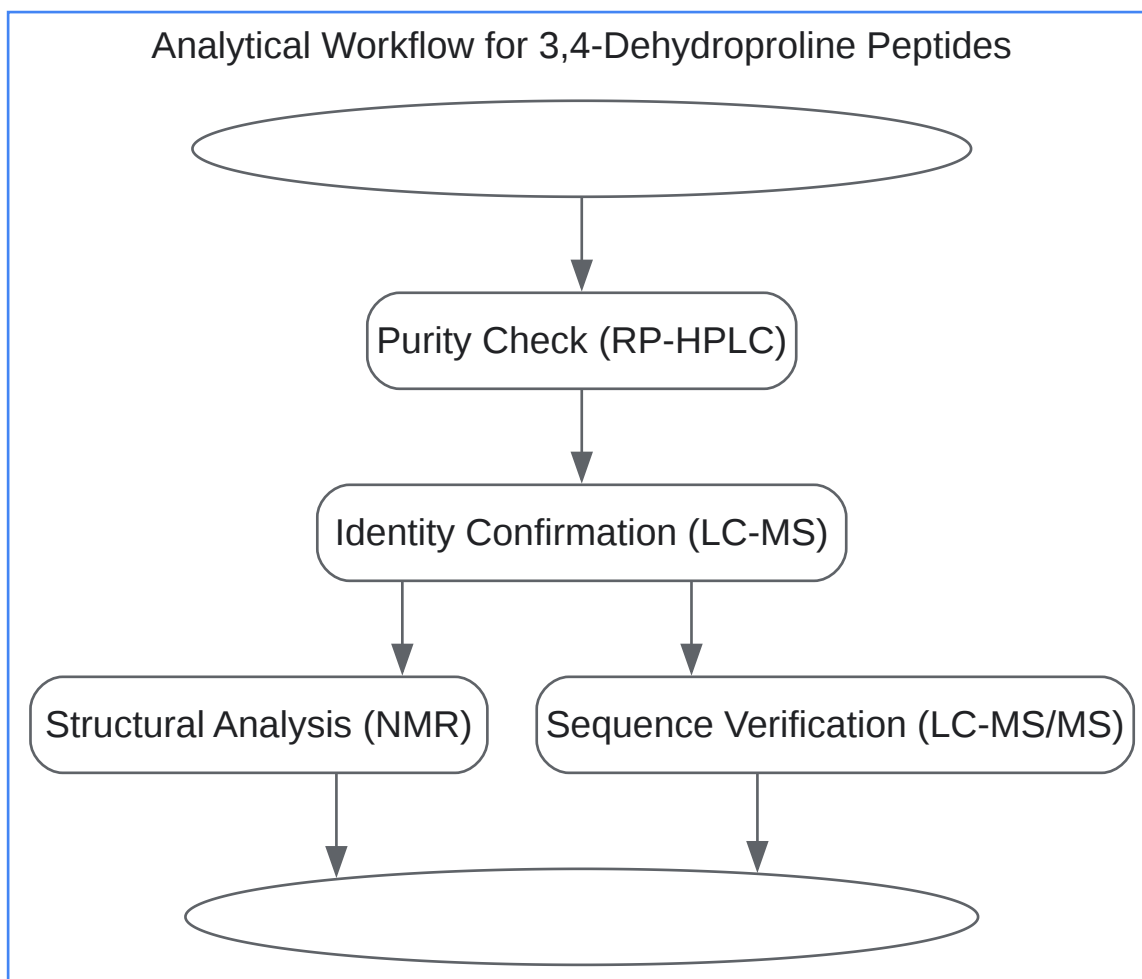 Analytical Workflow for 3,4-Dehydroproline Peptides
Purity Check (RP-HPLC)
Identity Confirmation (LC-MS)
Structural Analysis (NMR)
Sequence Verification (LC-MS/MS)